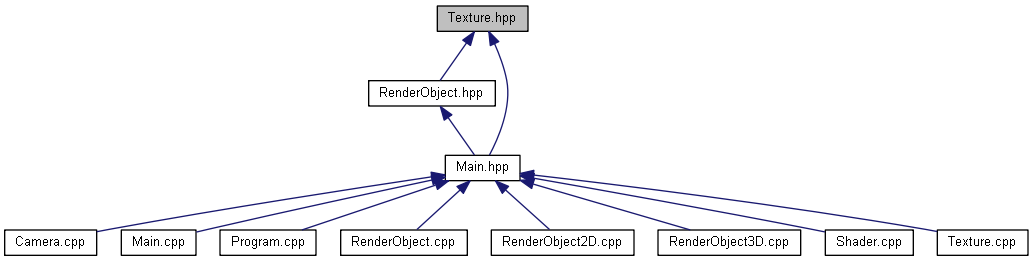 Texture.hpp
RenderObject.hpp
Main.hpp
Camera.cpp
Main.cpp
Program.cpp
RenderObject.cpp
RenderObject2D.cpp
RenderObject3D.cpp
Shader.cpp
Texture.cpp